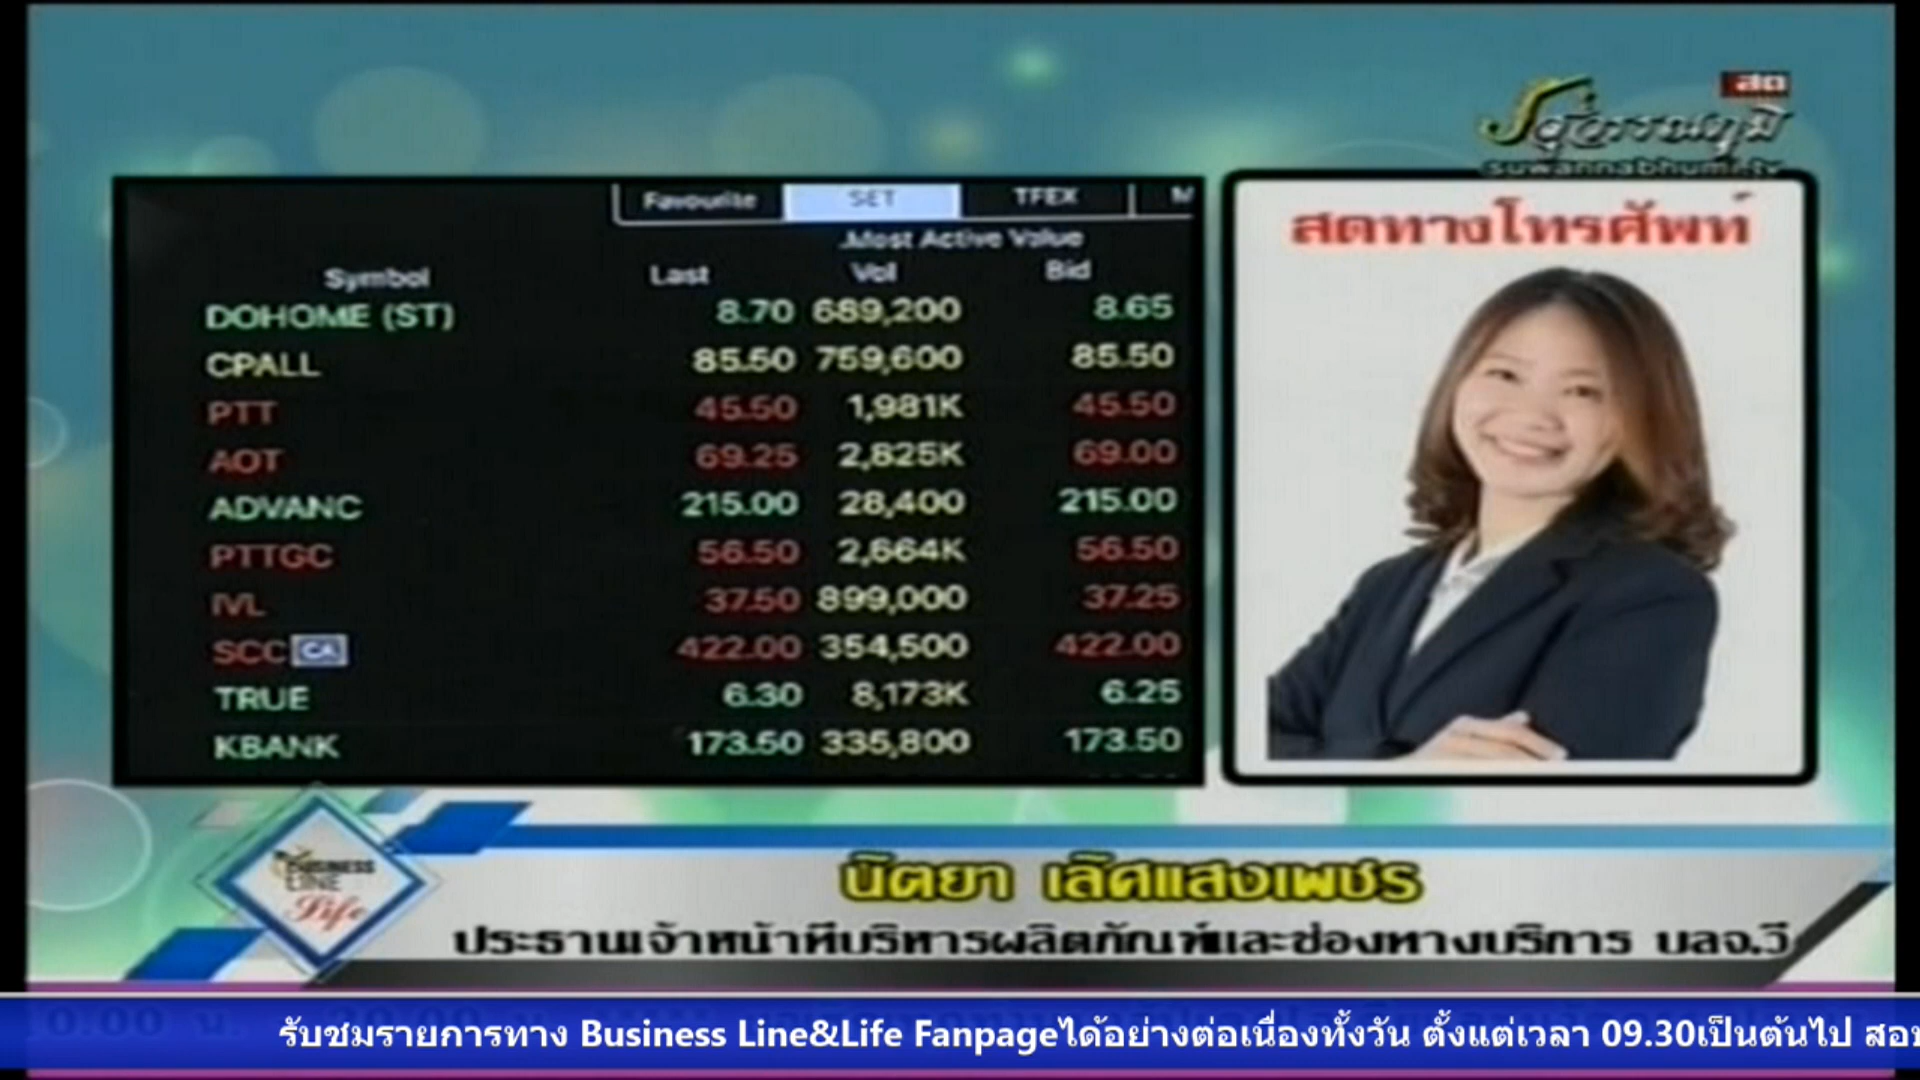 สด
สุวรรณภูมิ
suwannabhumi.tv
Favourite SET TFEX M
Most Active Value
Symbol Last Vol Bid
DOHOME (ST) 8.70 689,200 8.65
CPALL 85.50 759,600 85.50
PTT 45.50 1,981K 45.50
AOT 69.25 2,825K 69.00
ADVANC 215.00 28,400 215.00
PTTGC 56.50 2,664K 56.50
IVL 37.50 899,000 37.25
SCC CA 422.00 354,500 422.00
TRUE 6.30 8,173K 6.25
KBANK 173.50 335,800 173.50
สดทางโทรศัพท์
BUSINESS
LINE
Life
นิตยา เลิศแสงเพชร
ประธานเจ้าหน้าที่บริหารผลิตภัณฑ์และช่องทางบริการ บลจ.วี
รับชมรายการทาง Business Line&Life Fanpageได้อย่างต่อเนื่องทั้งวัน ตั้งแต่เวลา 09.30เป็นต้นไป